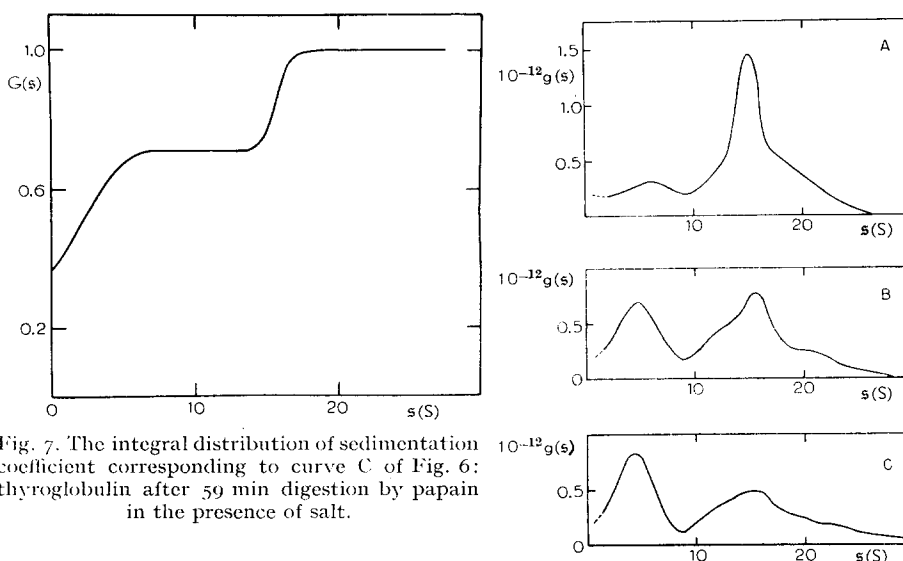 1.0
G(s)
0.6
0.2
0
10
20
s(S)
Fig. 7. The integral distribution of sedimentation
coefficient corresponding to curve C of Fig. 6:
thyroglobulin after 59 min digestion by papain
in the presence of salt.
A
1.5
10⁻¹²g(s)
1.0
0.5
10
20
s(S)
10⁻¹²g(s)
B
0.5
0
10
20
s(S)
10⁻¹²g(s)
C
0.5
0
10
20
s(S)